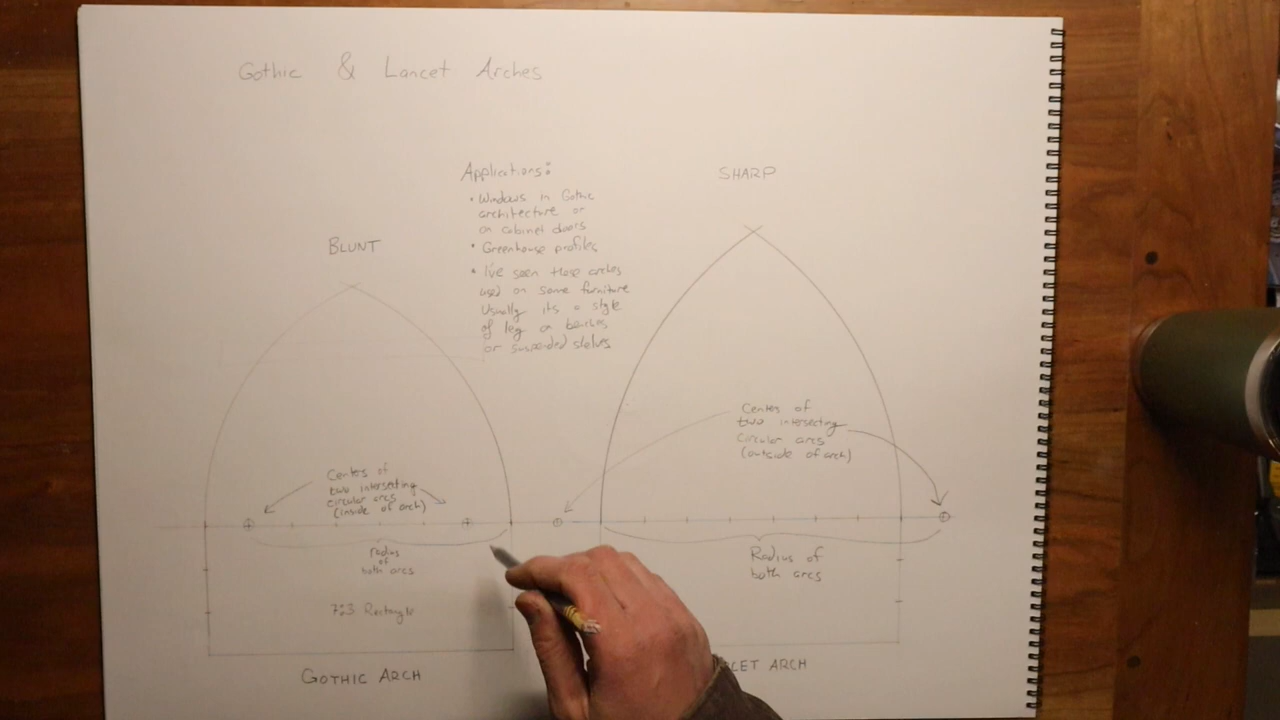 Gothic & Lancet Arches
Applications:
• Windows in Gothic
architecture or
on cabinet doors
• Greenhouse profiles
• I've seen these arches
used on some furniture
Usually its a style
of leg on benches
or suspended shelves
BLUNT
SHARP
Centers of
two intersecting
circular arcs
(inside of arch)
Centers of
two intersecting
circular arcs
(outside of arch)
radius
of
both arcs
Radius of
both arcs
7:3 Rectangle
GOTHIC ARCH
CET ARCH